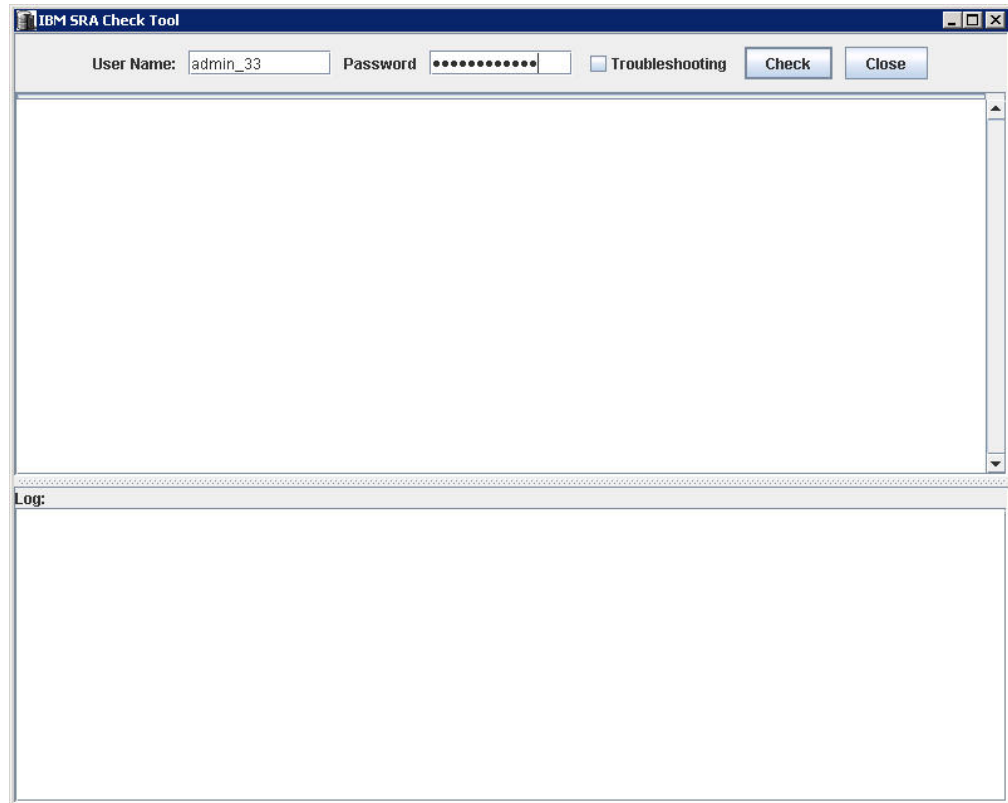 IBM SRA Check Tool
User Name: admin_33 Password •••••••••••• Troubleshooting Check Close
Log: